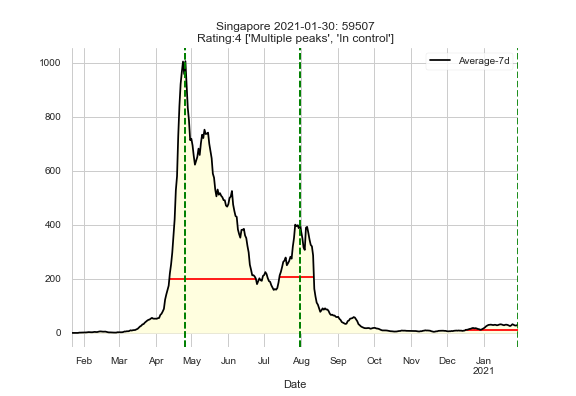 Singapore 2021-01-30: 59507
Rating:4 ['Multiple peaks', 'In control']
Average-7d
1000
800
600
400
200
0
Feb Mar Apr May Jun Jul Aug Sep Oct Nov Dec Jan
2021
Date